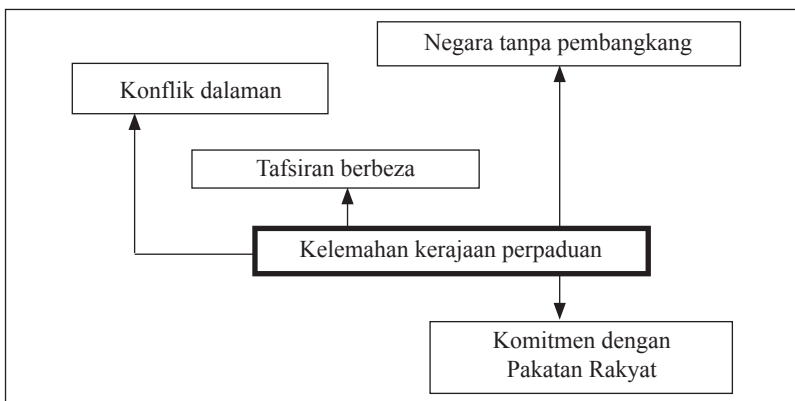 Negara tanpa pembangkang
Konflik dalaman
Tafsiran berbeza
Kelemahan kerajaan perpaduan
Komitmen dengan
Pakatan Rakyat